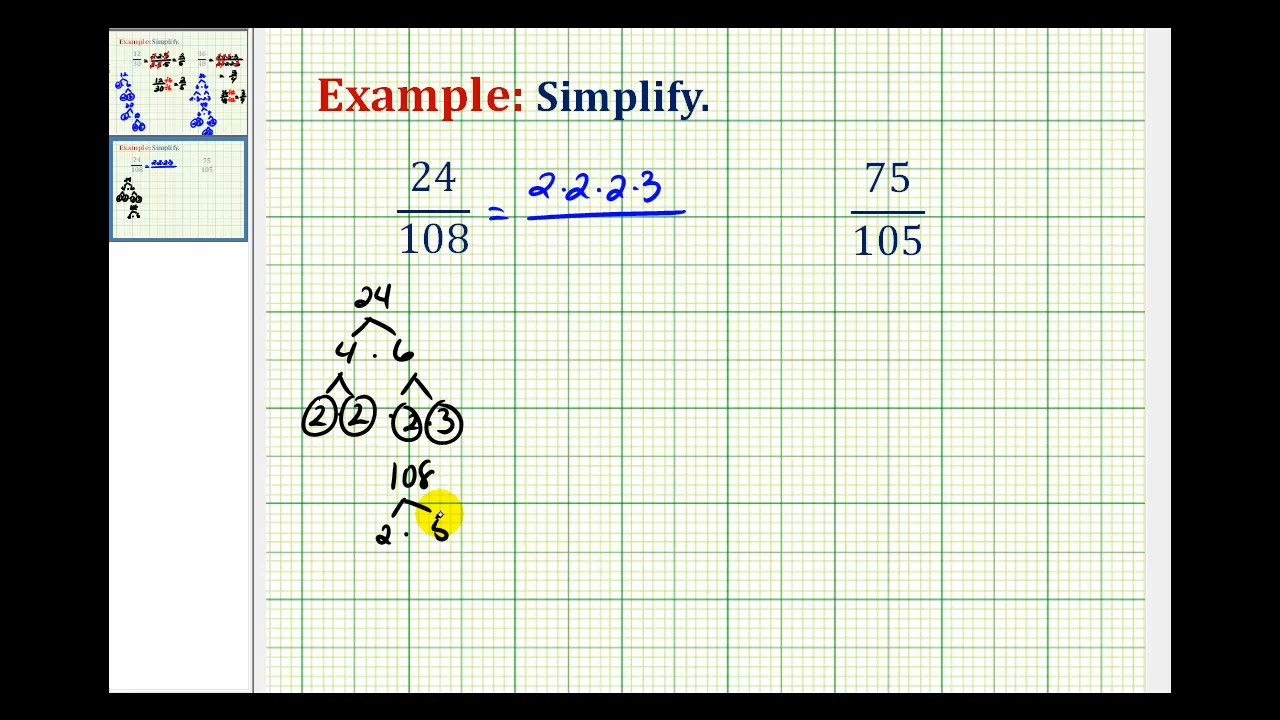 Example: Simplify.
24
108
= 2·2·2·3
75
105
24
4 · 6
2 · 2 · 2 · 3
108
2 · 5